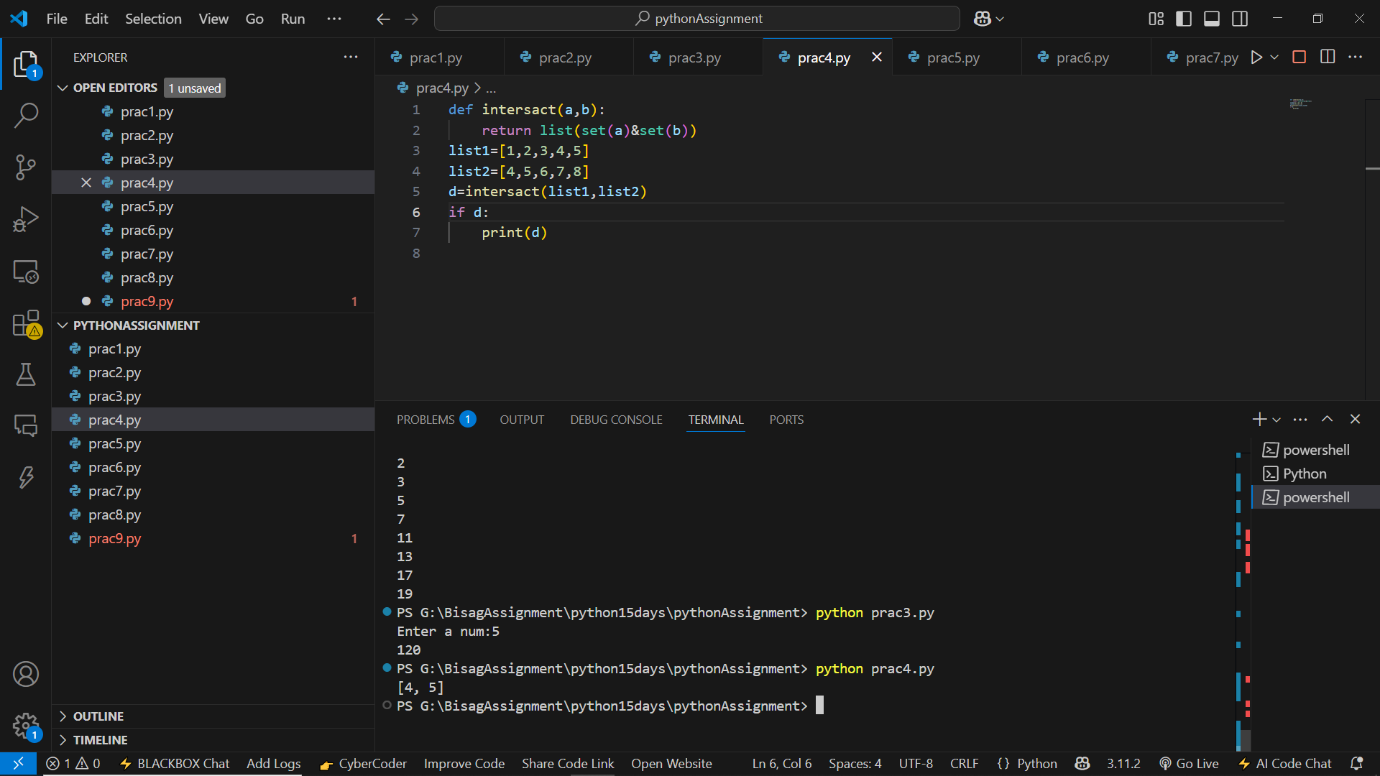 File Edit Selection View Go Run ··· pythonAssignment
EXPLORER ···
OPEN EDITORS 1 unsaved
prac1.py
prac2.py
prac3.py
prac4.py
prac5.py
prac6.py
prac7.py
prac8.py
prac9.py 1
PYTHONASSIGNMENT
prac1.py
prac2.py
prac3.py
prac4.py
prac5.py
prac6.py
prac7.py
prac8.py
prac9.py 1
OUTLINE
TIMELINE
1
1
prac1.py prac2.py prac3.py prac4.py prac5.py prac6.py prac7.py ···
prac4.py > ...
1 def intersact(a,b):
2 return list(set(a)&set(b))
3 list1=[1,2,3,4,5]
4 list2=[4,5,6,7,8]
5 d=intersact(list1,list2)
6 if d:
7 print(d)
8
PROBLEMS 1 OUTPUT DEBUG CONSOLE TERMINAL PORTS ···
2
3
5
7
11
13
17
19
PS G:\BisagAssignment\python15days\pythonAssignment> python prac3.py
Enter a num:5
120
PS G:\BisagAssignment\python15days\pythonAssignment> python prac4.py
[4, 5]
PS G:\BisagAssignment\python15days\pythonAssignment>
powershell
Python
powershell
1 0 BLACKBOX Chat Add Logs CyberCoder Improve Code Share Code Link Open Website Ln 6, Col 6 Spaces: 4 UTF-8 CRLF {} Python 3.11.2 Go Live AI Code Chat